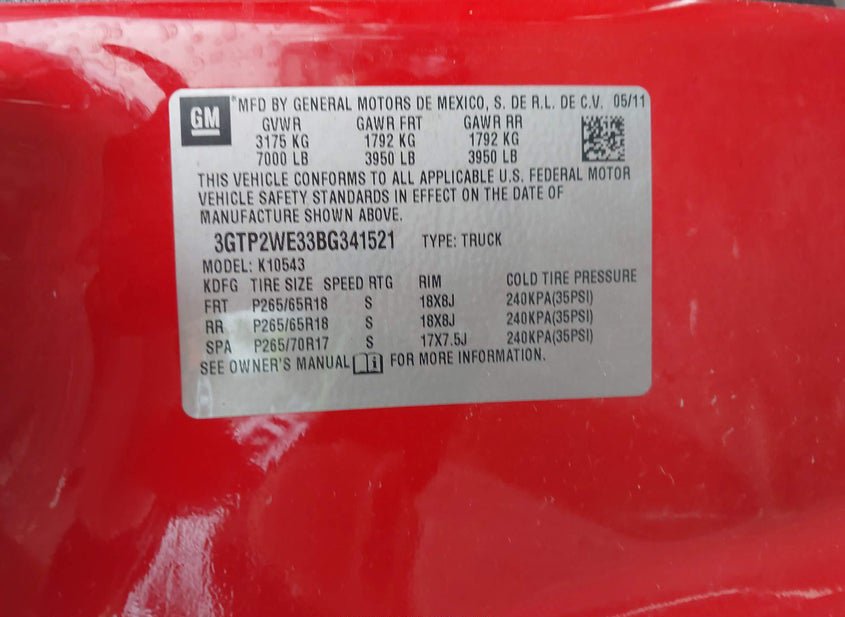 GM
*MFD BY GENERAL MOTORS DE MEXICO, S. DE R.L. DE C.V. 05/11
GVWR GAWR FRT GAWR RR
3175 KG 1792 KG 1792 KG
7000 LB 3950 LB 3950 LB
THIS VEHICLE CONFORMS TO ALL APPLICABLE U.S. FEDERAL MOTOR
VEHICLE SAFETY STANDARDS IN EFFECT ON THE DATE OF
MANUFACTURE SHOWN ABOVE.
3GTP2WE33BG341521 TYPE: TRUCK
MODEL: K10543
KDFG TIRE SIZE SPEED RTG RIM COLD TIRE PRESSURE
FRT P265/65R18 S 18X8J 240KPA(35PSI)
RR P265/65R18 S 18X8J 240KPA(35PSI)
SPA P265/70R17 S 17X7.5J 240KPA(35PSI)
SEE OWNER'S MANUAL i FOR MORE INFORMATION.